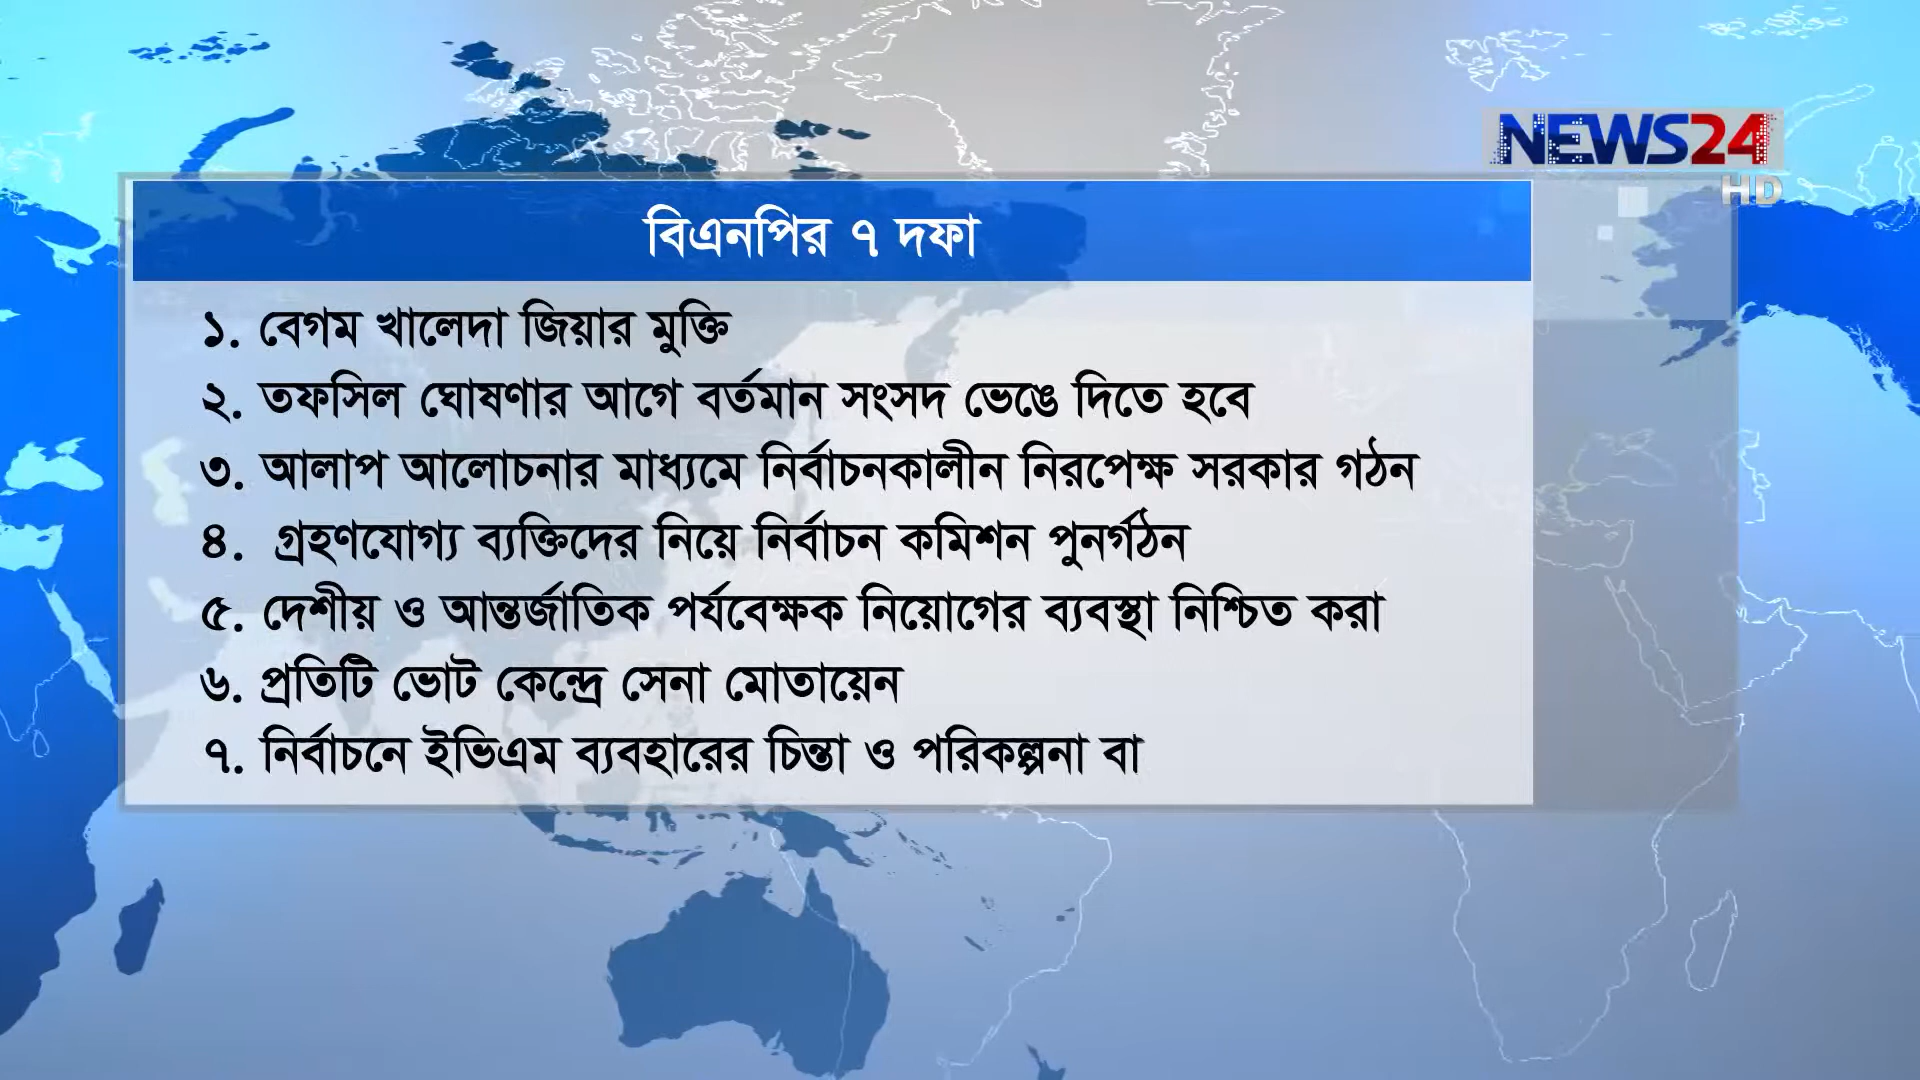 NEWS24
HD
বিএনপির ৭ দফা
১. বেগম খালেদা জিয়ার মুক্তি
২. তফসিল ঘোষণার আগে বর্তমান সংসদ ভেঙে দিতে হবে
৩. আলাপ আলোচনার মাধ্যমে নির্বাচনকালীন নিরপেক্ষ সরকার গঠন
৪. গ্রহণযোগ্য ব্যক্তিদের নিয়ে নির্বাচন কমিশন পুনর্গঠন
৫. দেশীয় ও আন্তর্জাতিক পর্যবেক্ষক নিয়োগের ব্যবস্থা নিশ্চিত করা
৬. প্রতিটি ভোট কেন্দ্রে সেনা মোতায়েন
৭. নির্বাচনে ইভিএম ব্যবহারের চিন্তা ও পরিকল্পনা বা